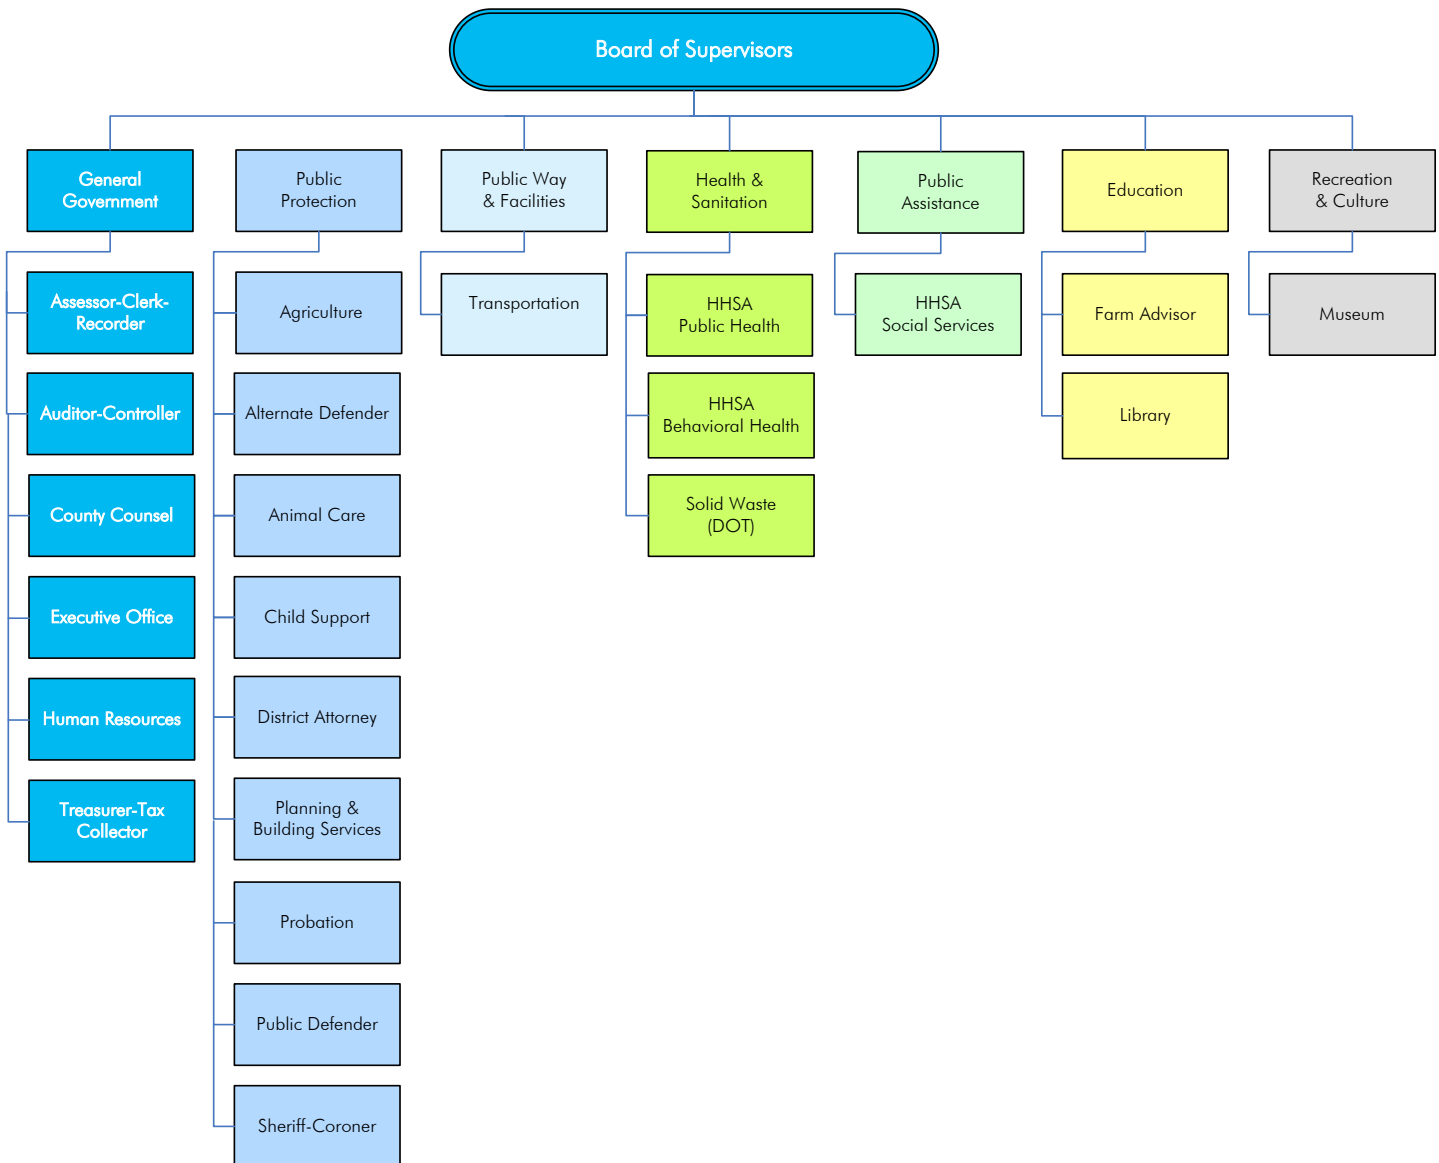 Board of Supervisors
General
Government
Public
Protection
Public Way
& Facilities
Health &
Sanitation
Public
Assistance
Education
Recreation
& Culture
Assessor-Clerk-
Recorder
Auditor-Controller
County Counsel
Executive Office
Human Resources
Treasurer-Tax
Collector
Agriculture
Alternate Defender
Animal Care
Child Support
District Attorney
Planning &
Building Services
Probation
Public Defender
Sheriff-Coroner
Transportation
HHSA
Public Health
HHSA
Behavioral Health
Solid Waste
(DOT)
HHSA
Social Services
Farm Advisor
Library
Museum